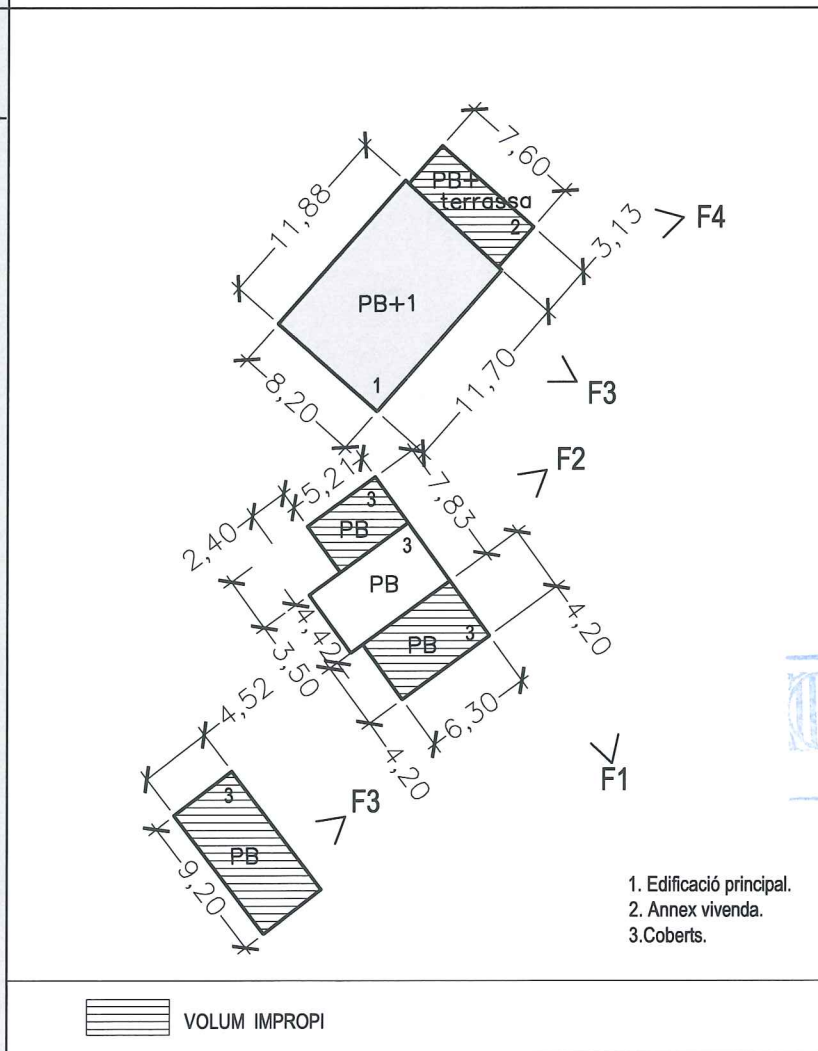 7,60
PB+
terrassa
2
3,13
F4
11,88
PB+1
1
8,20
11,70
F3
F2
5,21
3
PB
7,83
2,40
3
PB
4,42
3,50
4,20
3
PB
6,30
4,20
F1
4,52
3
PB
F3
9,20
1. Edificació principal.
2. Annex vivenda.
3.Coberts.
VOLUM IMPROPI